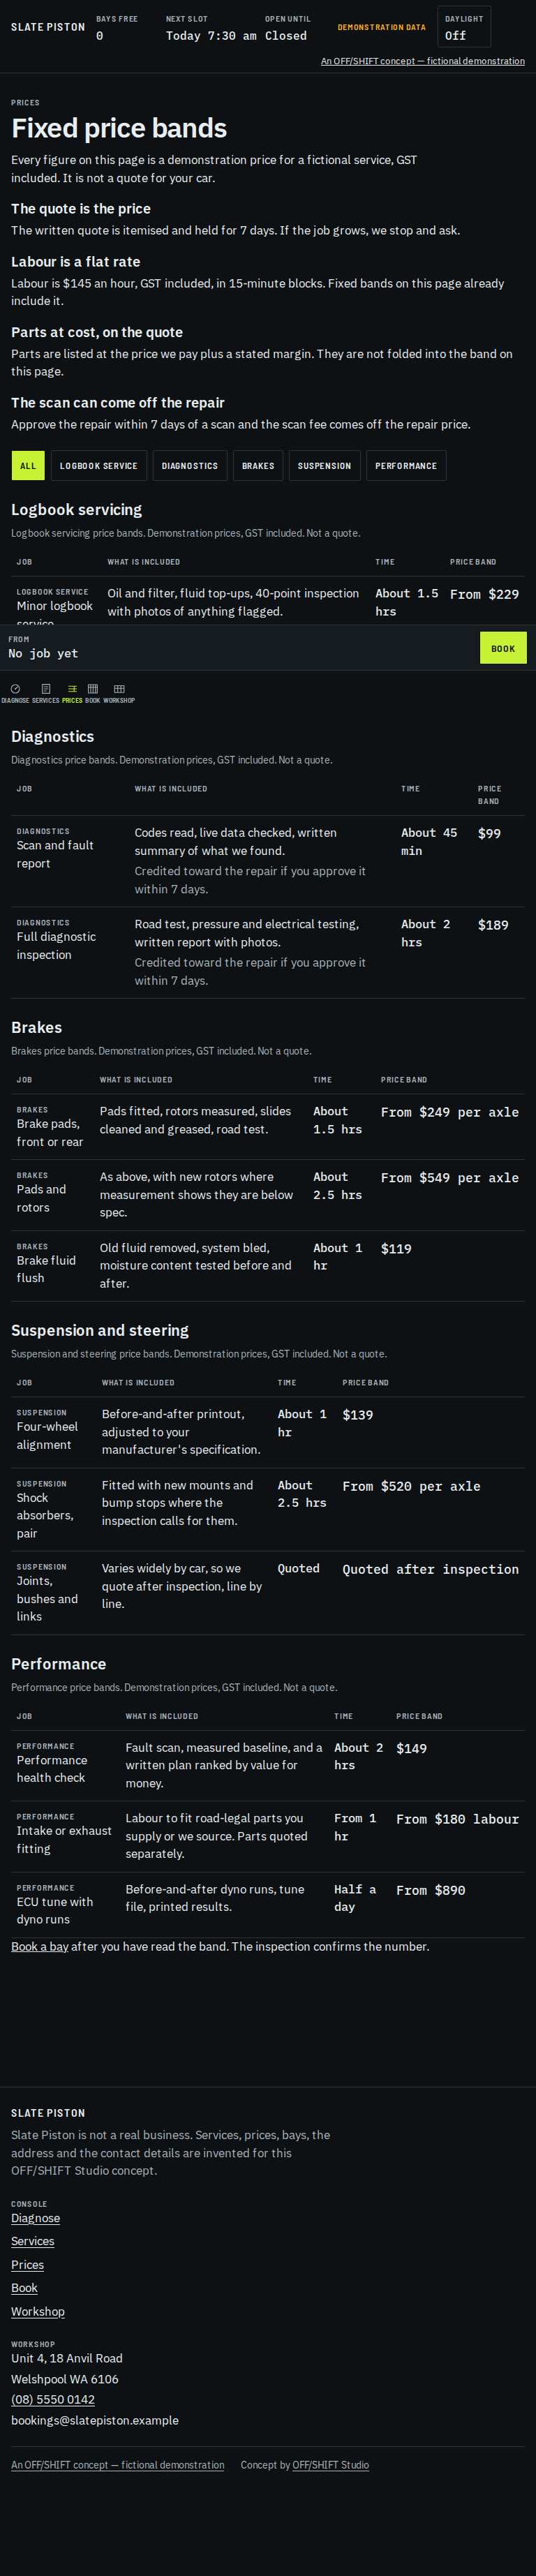 SLATE PISTON
BAYS FREE
0
NEXT SLOT
Today 7:30 am
OPEN UNTIL
Closed
DEMONSTRATION DATA
DAYLIGHT
Off
An OFF/SHIFT concept — fictional demonstration
PRICES
Fixed price bands
Every figure on this page is a demonstration price for a fictional service, GST
included. It is not a quote for your car.
The quote is the price
The written quote is itemised and held for 7 days. If the job grows, we stop and ask.
Labour is a flat rate
Labour is $145 an hour, GST included, in 15-minute blocks. Fixed bands on this page already
include it.
Parts at cost, on the quote
Parts are listed at the price we pay plus a stated margin. They are not folded into the band on
this page.
The scan can come off the repair
Approve the repair within 7 days of a scan and the scan fee comes off the repair price.
ALL LOGBOOK SERVICE DIAGNOSTICS BRAKES SUSPENSION PERFORMANCE
Logbook servicing
Logbook servicing price bands. Demonstration prices, GST included. Not a quote.
JOB WHAT IS INCLUDED TIME PRICE BAND
LOGBOOK SERVICE
Minor logbook
service
Oil and filter, fluid top-ups, 40-point inspection
with photos of anything flagged.
About 1.5
hrs
From $229
FROM
No job yet
BOOK
DIAGNOSE SERVICES PRICES BOOK WORKSHOP
Diagnostics
Diagnostics price bands. Demonstration prices, GST included. Not a quote.
JOB WHAT IS INCLUDED TIME PRICE
BAND
DIAGNOSTICS
Scan and fault
report
Codes read, live data checked, written
summary of what we found.
Credited toward the repair if you approve it
within 7 days.
About 45
min
$99
DIAGNOSTICS
Full diagnostic
inspection
Road test, pressure and electrical testing,
written report with photos.
Credited toward the repair if you approve it
within 7 days.
About 2
hrs
$189
Brakes
Brakes price bands. Demonstration prices, GST included. Not a quote.
JOB WHAT IS INCLUDED TIME PRICE BAND
BRAKES
Brake pads,
front or rear
Pads fitted, rotors measured, slides
cleaned and greased, road test.
About
1.5 hrs
From $249 per axle
BRAKES
Pads and
rotors
As above, with new rotors where
measurement shows they are below
spec.
About
2.5 hrs
From $549 per axle
BRAKES
Brake fluid
flush
Old fluid removed, system bled,
moisture content tested before and
after.
About 1
hr
$119
Suspension and steering
Suspension and steering price bands. Demonstration prices, GST included. Not a quote.
JOB WHAT IS INCLUDED TIME PRICE BAND
SUSPENSION
Four-wheel
alignment
Before-and-after printout,
adjusted to your
manufacturer's specification.
About 1
hr
$139
SUSPENSION
Shock
absorbers,
pair
Fitted with new mounts and
bump stops where the
inspection calls for them.
About
2.5 hrs
From $520 per axle
SUSPENSION
Joints,
bushes and
links
Varies widely by car, so we
quote after inspection, line by
line.
Quoted
Quoted after inspection
Performance
Performance price bands. Demonstration prices, GST included. Not a quote.
JOB WHAT IS INCLUDED TIME PRICE BAND
PERFORMANCE
Performance
health check
Fault scan, measured baseline, and a
written plan ranked by value for
money.
About 2
hrs
$149
PERFORMANCE
Intake or exhaust
fitting
Labour to fit road-legal parts you
supply or we source. Parts quoted
separately.
From 1
hr
From $180 labour
PERFORMANCE
ECU tune with
dyno runs
Before-and-after dyno runs, tune
file, printed results.
Half a
day
From $890
Book a bay after you have read the band. The inspection confirms the number.
SLATE PISTON
Slate Piston is not a real business. Services, prices, bays, the
address and the contact details are invented for this
OFF/SHIFT Studio concept.
CONSOLE
Diagnose
Services
Prices
Book
Workshop
WORKSHOP
Unit 4, 18 Anvil Road
Welshpool WA 6106
(08) 5550 0142
bookings@slatepiston.example
An OFF/SHIFT concept — fictional demonstration Concept by OFF/SHIFT Studio